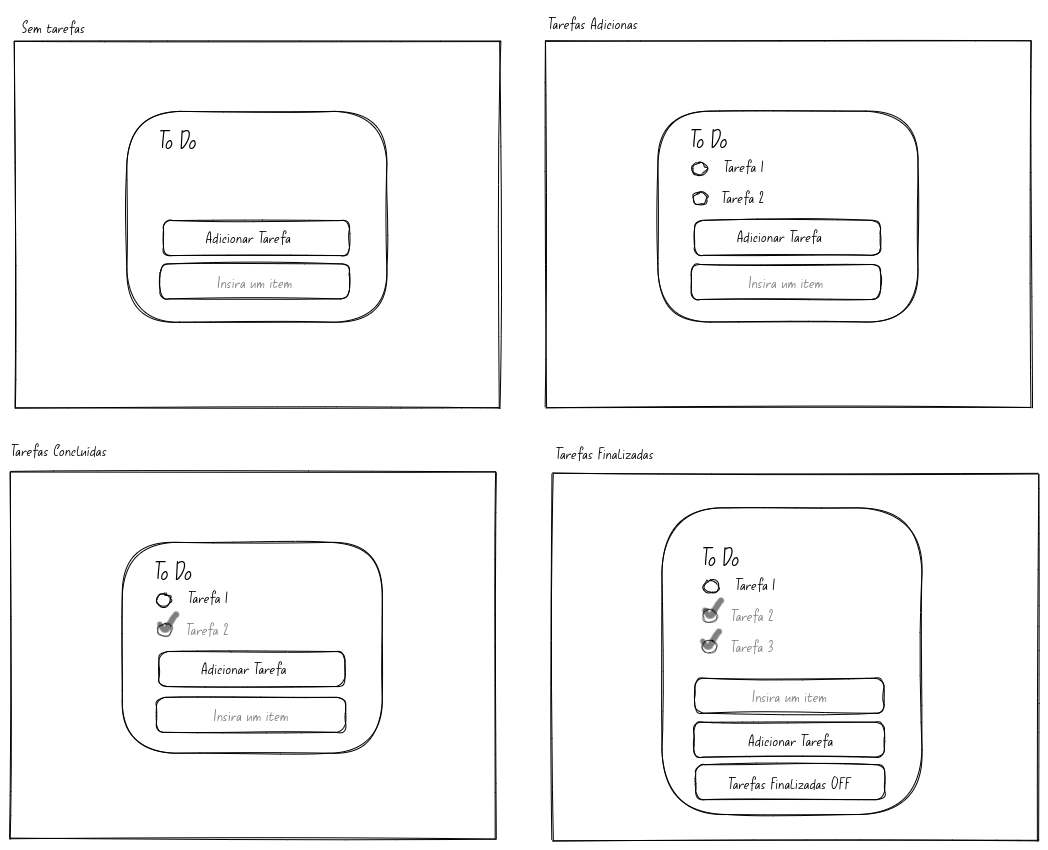 Sem tarefas
To Do
Adicionar Tarefa
Insira um item
Tarefas Adicionas
To Do
Tarefa 1
Tarefa 2
Adicionar Tarefa
Insira um item
Tarefas Concluidas
To Do
Tarefa 1
Tarefa 2
Adicionar Tarefa
Insira um item
Tarefas Finalizadas
To Do
Tarefa 1
Tarefa 2
Tarefa 3
Insira um item
Adicionar Tarefa
Tarefas Finalizadas OFF